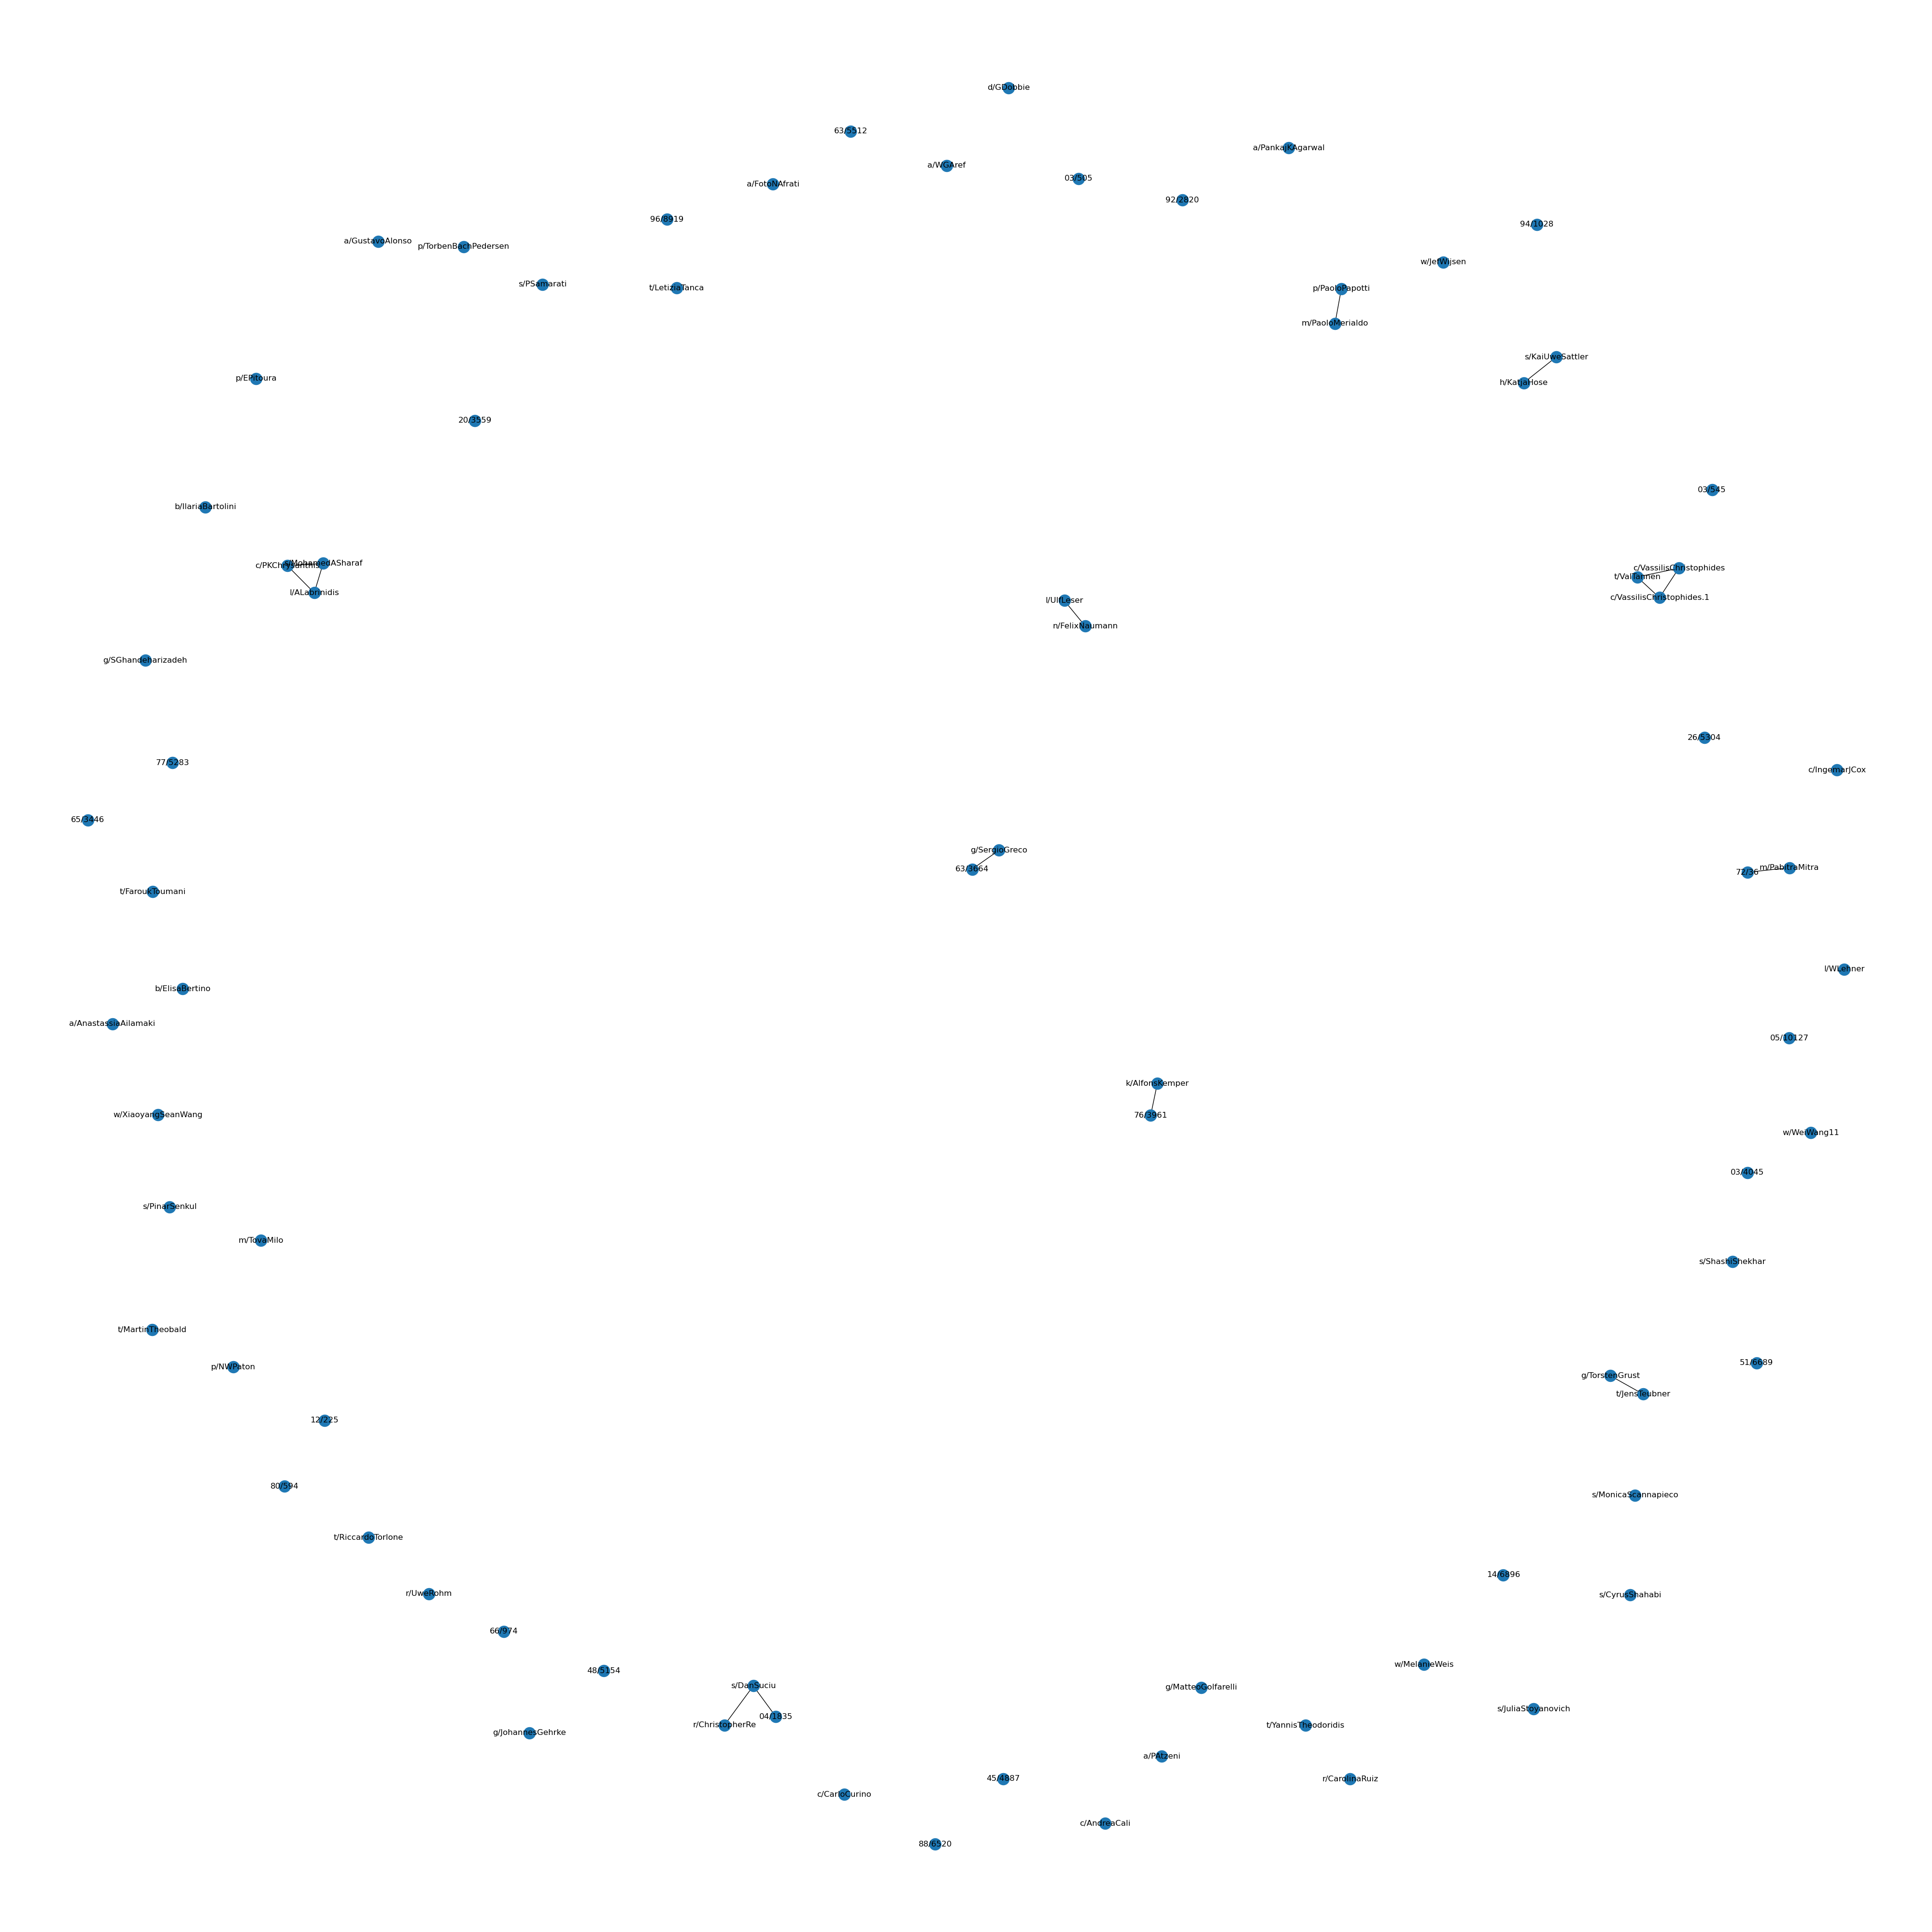 d/GDobbie
63/5512
a/PankajKAgarwal
a/WGAref
03/505
a/FotoNAfrati
92/2820
96/8919
94/1028
a/GustavoAlonso
p/TorbenBachPedersen
w/JefWijsen
s/PSamarati
t/LetiziaTanca
p/PaoloPapotti
m/PaoloMerialdo
s/KaiUweSattler
p/EPitoura
h/KatjaHose
20/3559
03/545
b/IlariaBartolini
c/PKChrysanthis
s/MohamedASharaf
c/VassilisChristophides
t/ValTannen
l/ALabrinidis
c/VassilisChristophides.1
l/UlfLeser
n/FelixNaumann
g/SGhandeharizadeh
26/5304
77/5283
c/IngemarJCox
65/3446
g/SergioGreco
63/3664
m/PabitraMitra
72/36
t/FaroukToumani
l/WLehner
b/ElisaBertino
a/AnastassiaAilamaki
05/10127
k/AlfonsKemper
76/3961
w/XiaoyangSeanWang
w/WeiWang11
03/4045
s/PinarSenkul
m/TovaMilo
s/ShashiShekhar
t/MartinTheobald
51/6689
p/NWPaton
g/TorstenGrust
t/JensTeubner
12/225
80/594
s/MonicaScannapieco
t/RiccardoTorlone
14/6896
r/UweRohm
s/CyrusShahabi
66/974
w/MelanieWeis
48/5154
s/DanSuciu
g/MatteoGolfarelli
s/JuliaStoyanovich
04/1835
r/ChristopherRe
t/YannisTheodoridis
g/JohannesGehrke
a/PAtzeni
45/4887
r/CarolinaRuiz
c/CarloCurino
c/AndreaCali
88/6520